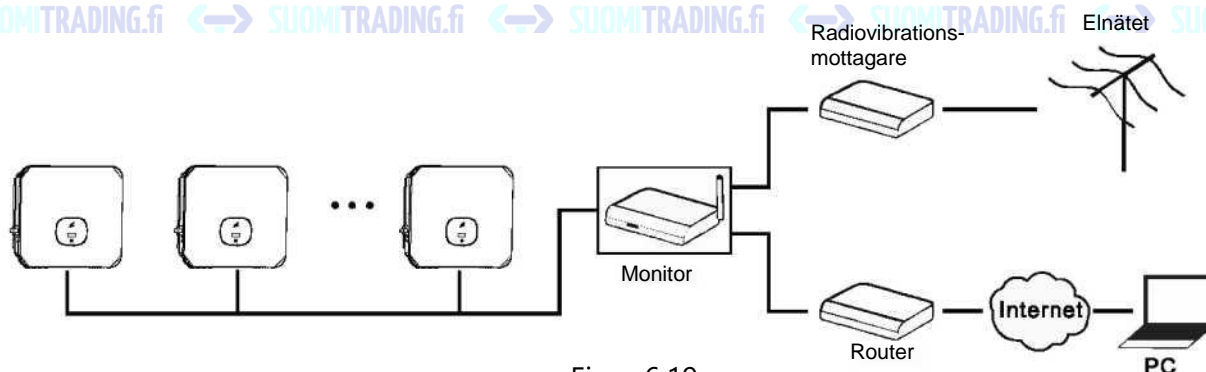 SUOMITRADING.fi SUOMITRADING.fi SUOMITRADING.fi SUOMITRADING.fi
Radiovibrations-
mottagare
Elnätet
Monitor
Internet
Router
PC